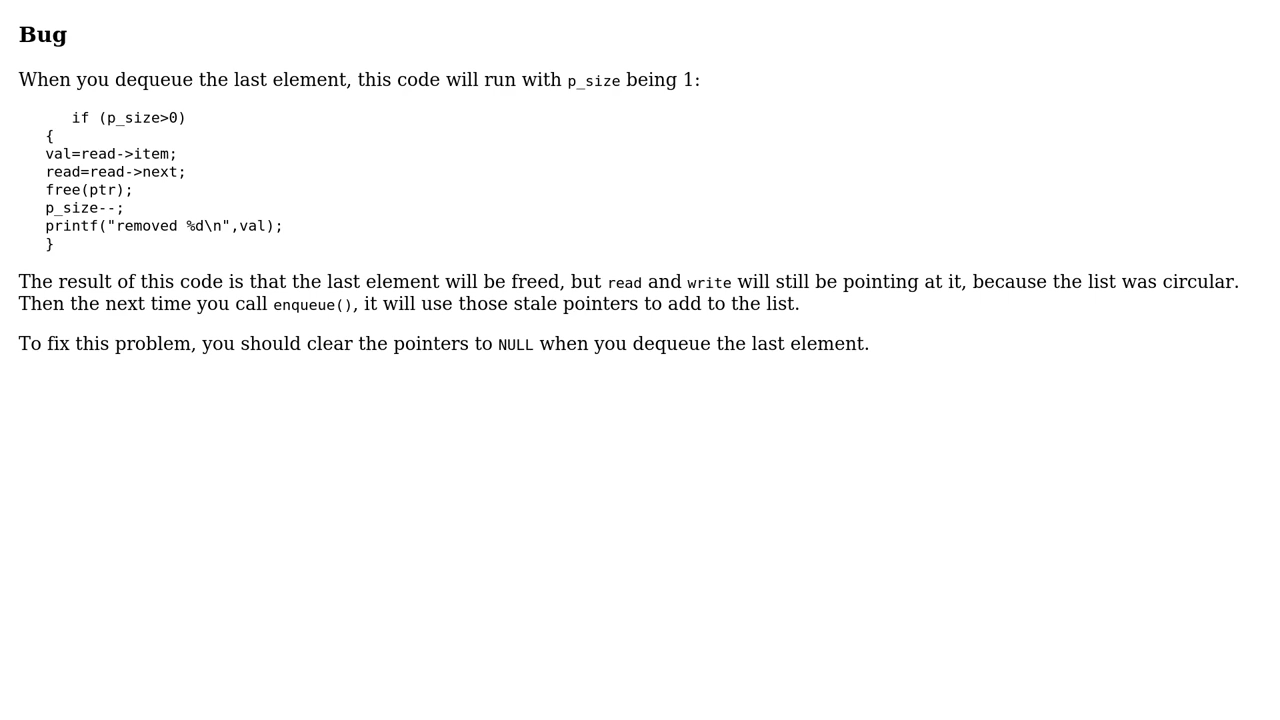 Bug
When you dequeue the last element, this code will run with p_size being 1:
if (p_size>0)
{
val=read->item;
read=read->next;
free(ptr);
p_size--;
printf("removed %d\n",val);
}
The result of this code is that the last element will be freed, but read and write will still be pointing at it, because the list was circular.
Then the next time you call enqueue(), it will use those stale pointers to add to the list.
To fix this problem, you should clear the pointers to NULL when you dequeue the last element.